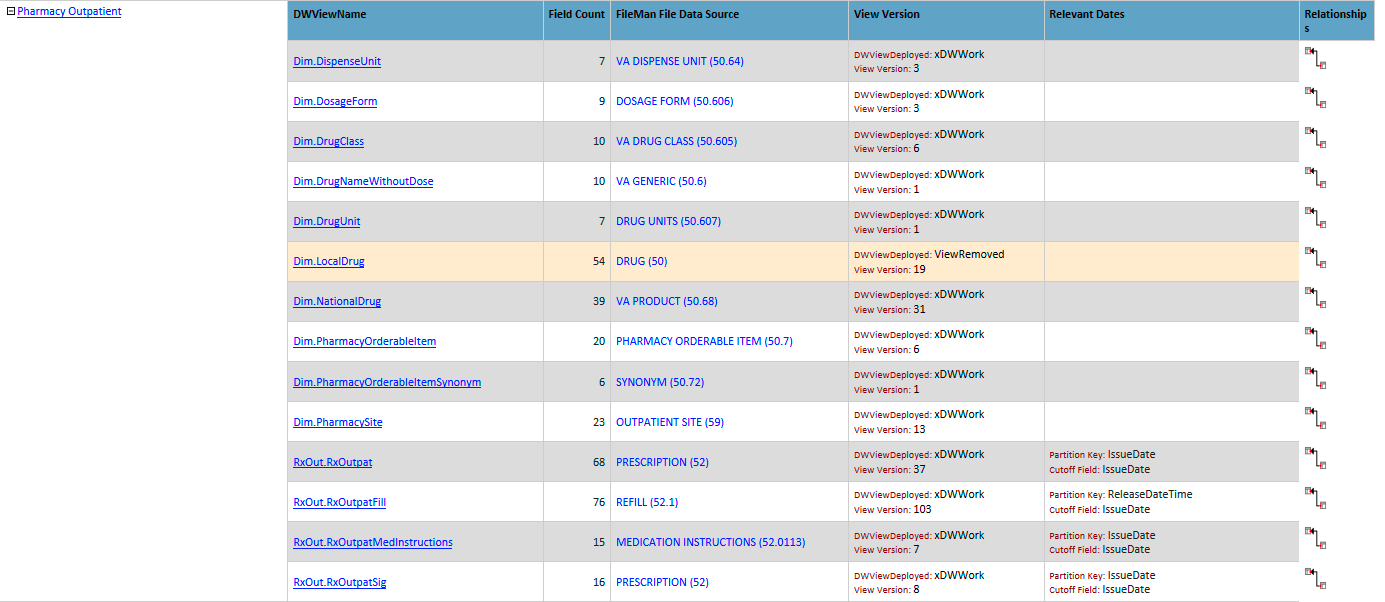 Pharmacy Outpatient
DWViewName Field Count FileMan File Data Source View Version Relevant Dates Relationship
s
Dim.DispenseUnit 7 VA DISPENSE UNIT (50.64) DWViewDeployed: xDWWork
View Version: 3
Dim.DosageForm 9 DOSAGE FORM (50.606) DWViewDeployed: xDWWork
View Version: 3
Dim.DrugClass 10 VA DRUG CLASS (50.605) DWViewDeployed: xDWWork
View Version: 6
Dim.DrugNameWithoutDose 10 VA GENERIC (50.6) DWViewDeployed: xDWWork
View Version: 1
Dim.DrugUnit 7 DRUG UNITS (50.607) DWViewDeployed: xDWWork
View Version: 1
Dim.LocalDrug 54 DRUG (50) DWViewDeployed: ViewRemoved
View Version: 19
Dim.NationalDrug 39 VA PRODUCT (50.68) DWViewDeployed: xDWWork
View Version: 31
Dim.PharmacyOrderableItem 20 PHARMACY ORDERABLE ITEM (50.7) DWViewDeployed: xDWWork
View Version: 6
Dim.PharmacyOrderableItemSynonym 6 SYNONYM (50.72) DWViewDeployed: xDWWork
View Version: 1
Dim.PharmacySite 23 OUTPATIENT SITE (59) DWViewDeployed: xDWWork
View Version: 13
RxOut.RxOutpat 68 PRESCRIPTION (52) DWViewDeployed: xDWWork Partition Key: IssueDate
View Version: 37 Cutoff Field: IssueDate
RxOut.RxOutpatFill 76 REFILL (52.1) DWViewDeployed: xDWWork Partition Key: ReleaseDateTime
View Version: 103 Cutoff Field: IssueDate
RxOut.RxOutpatMedInstructions 15 MEDICATION INSTRUCTIONS (52.0113) DWViewDeployed: xDWWork Partition Key: IssueDate
View Version: 7 Cutoff Field: IssueDate
RxOut.RxOutpatSig 16 PRESCRIPTION (52) DWViewDeployed: xDWWork Partition Key: IssueDate
View Version: 8 Cutoff Field: IssueDate